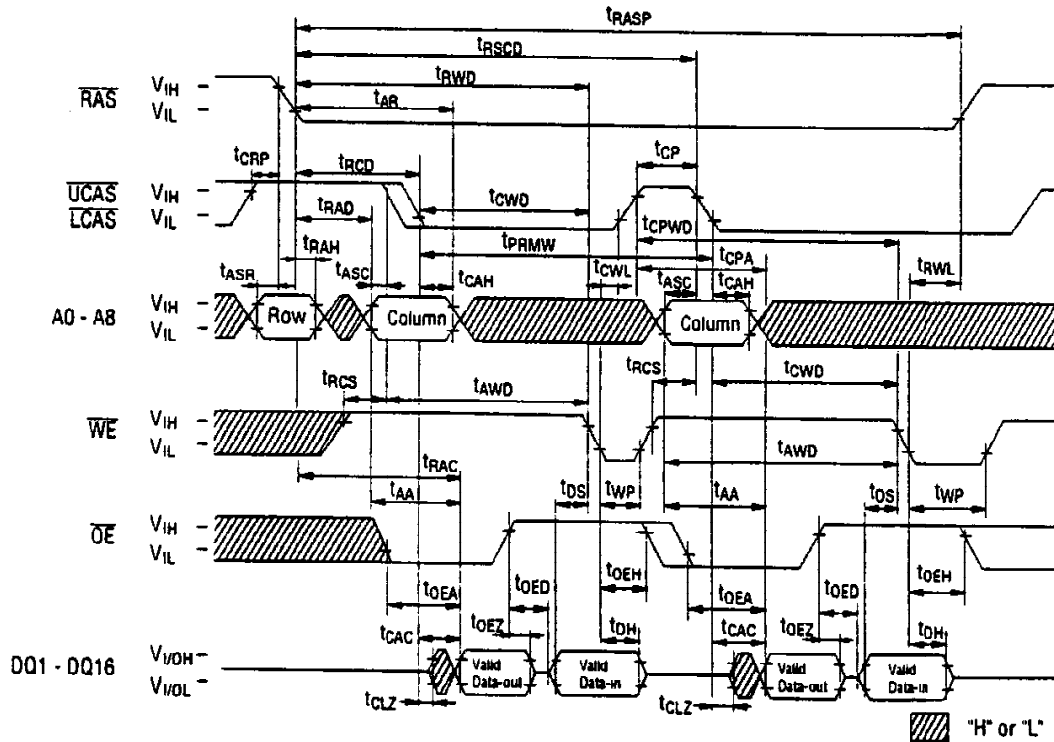 tRASP
tRSCD
tRWD
RAS VIH
VIL
tAR
tCRP
tRCD
tCP
UCAS VIH
LCAS VIL
tRAD
tCWD
tCPWD
tRAH
tPRMW
tCPA
tASR
tASC
tCAH
tCWL
tASC
tCAH
tRWL
A0 - A8 VIH
VIL
Row
Column
Column
tRCS
tAWD
tRCS
tCWD
WE VIH
VIL
tAWD
tRAC
tAA
tDS
tWP
tAA
tDS
tWP
OE VIH
VIL
tOEA
tOED
tOEH
tOEA
tOED
tOEH
tCAC
tOEZ
tDH
tCAC
tOEZ
tDH
DQ1 - DQ16 VI/OH
VI/OL
Valid Data-out
Valid Data-in
Valid Data-out
Valid Data-in
tCLZ
tCLZ
"H" or "L"